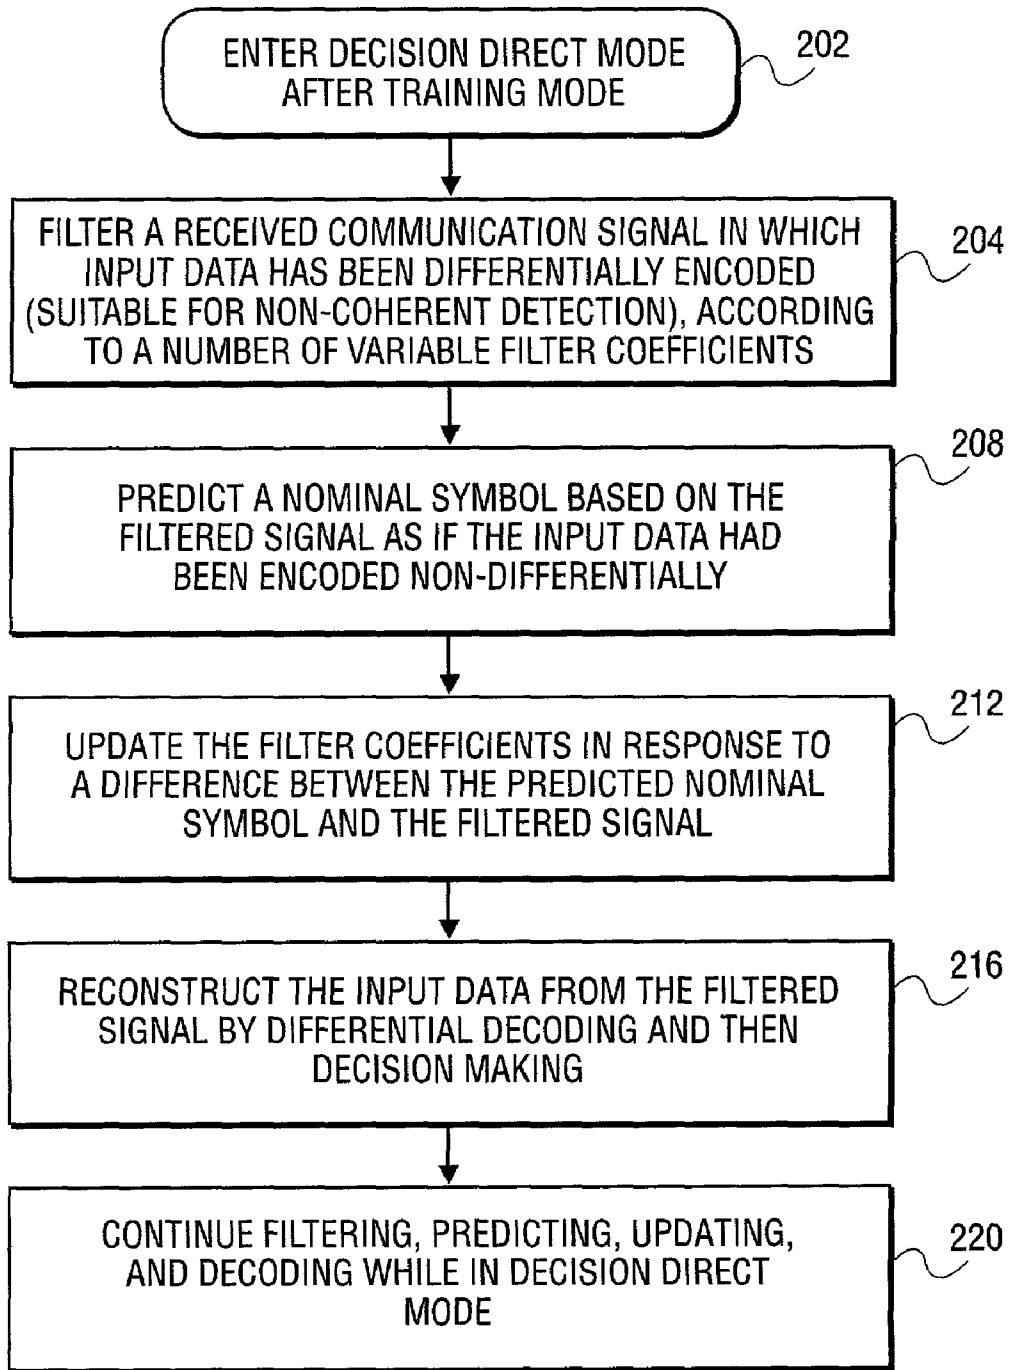 ENTER DECISION DIRECT MODE
AFTER TRAINING MODE
202
FILTER A RECEIVED COMMUNICATION SIGNAL IN WHICH
INPUT DATA HAS BEEN DIFFERENTIALLY ENCODED
(SUITABLE FOR NON-COHERENT DETECTION), ACCORDING
TO A NUMBER OF VARIABLE FILTER COEFFICIENTS
204
PREDICT A NOMINAL SYMBOL BASED ON THE
FILTERED SIGNAL AS IF THE INPUT DATA HAD
BEEN ENCODED NON-DIFFERENTIALLY
208
UPDATE THE FILTER COEFFICIENTS IN RESPONSE TO
A DIFFERENCE BETWEEN THE PREDICTED NOMINAL
SYMBOL AND THE FILTERED SIGNAL
212
RECONSTRUCT THE INPUT DATA FROM THE FILTERED
SIGNAL BY DIFFERENTIAL DECODING AND THEN
DECISION MAKING
216
CONTINUE FILTERING, PREDICTING, UPDATING,
AND DECODING WHILE IN DECISION DIRECT
MODE
220